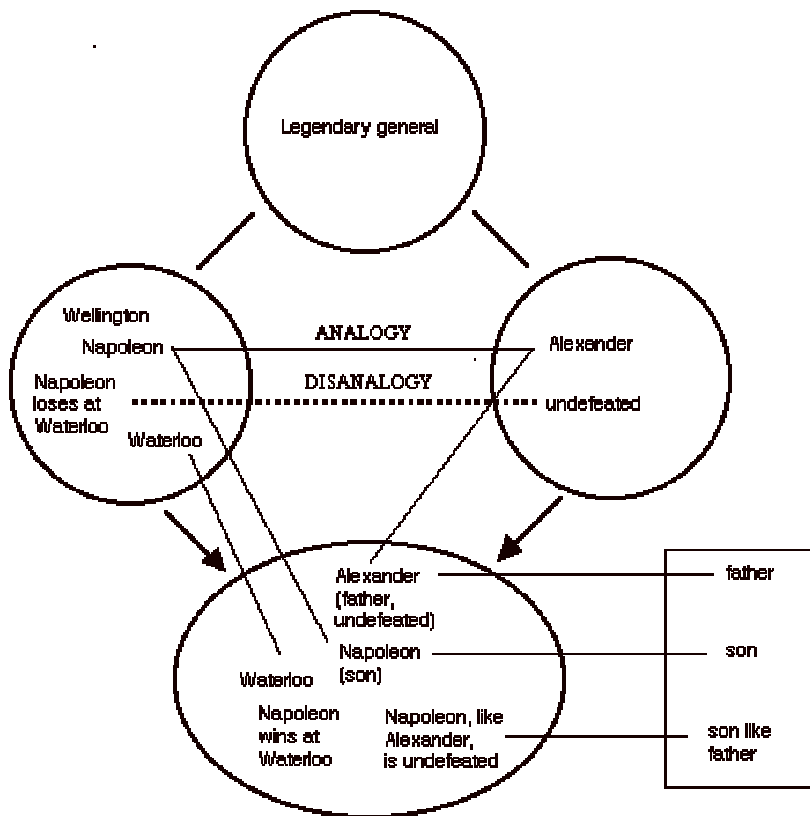 Legendary general
Wellington
Napoleon
Napoleon
loses at
Waterloo
Waterloo
ANALOGY
DISANALOGY
Alexander
undefeated
Alexander
(father,
undefeated)
Napoleon
(son)
Waterloo
Napoleon
wins at
Waterloo
Napoleon, like
Alexander,
is undefeated
father
son
son like
father